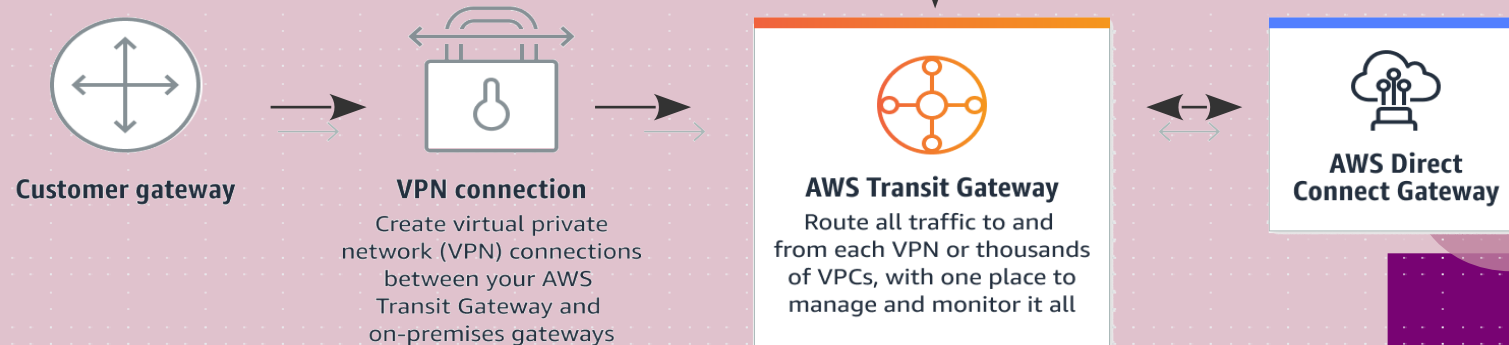 Customer gateway
VPN connection
Create virtual private
network (VPN) connections
between your AWS
Transit Gateway and
on-premises gateways
AWS Transit Gateway
Route all traffic to and
from each VPN or thousands
of VPCs, with one place to
manage and monitor it all
AWS Direct
Connect Gateway